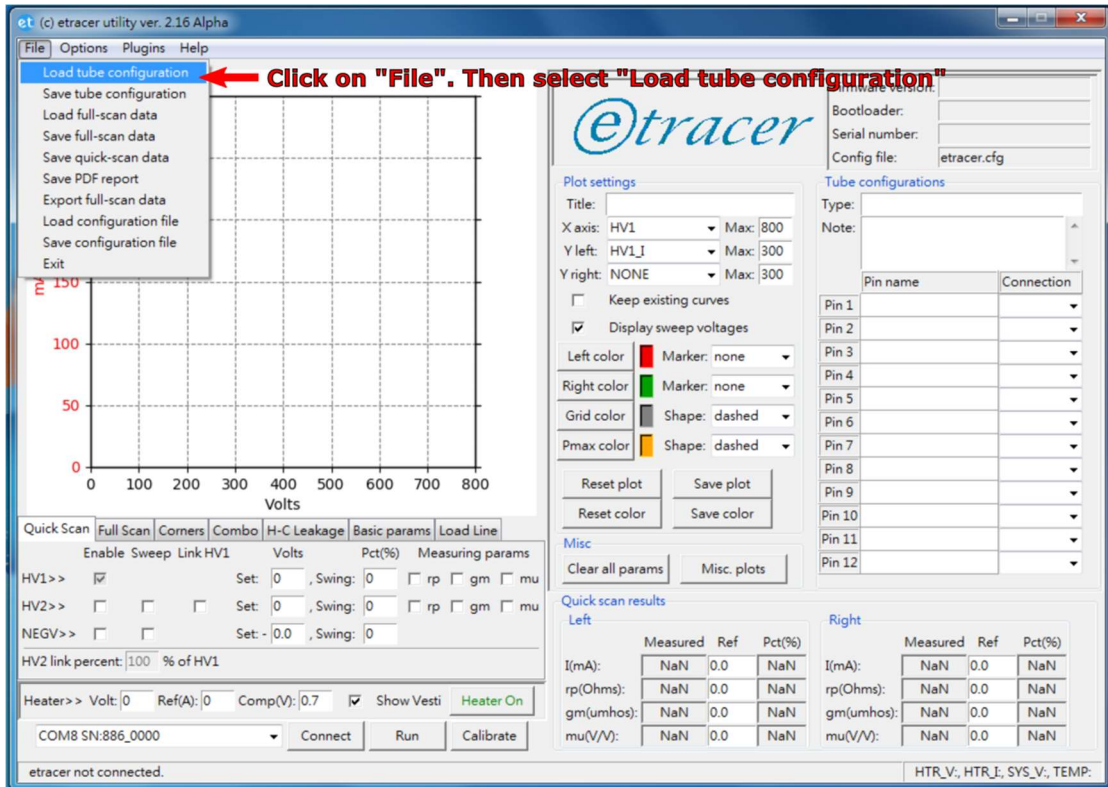 et (c) etracer utility ver. 2.16 Alpha
File Options Plugins Help
Load tube configuration
Click on "File". Then select "Load tube configuration"
Save tube configuration
Load full-scan data
Save full-scan data
Save quick-scan data
Save PDF report
Export full-scan data
Load configuration file
Save configuration file
Exit
150
100
50
0
0 100 200 300 400 500 600 700 800
Volts
etracer
Firmware version:
Bootloader:
Serial number:
Config file: etracer.cfg
Plot settings
Title:
X axis: HV1 Max: 800
Y left: HV1_I Max: 300
Y right: NONE Max: 300
Keep existing curves
Display sweep voltages
Left color Marker: none
Right color Marker: none
Grid color Shape: dashed
Pmax color Shape: dashed
Reset plot Save plot
Reset color Save color
Misc
Clear all params Misc. plots
Tube configurations
Type:
Note:
Pin name Connection
Pin 1
Pin 2
Pin 3
Pin 4
Pin 5
Pin 6
Pin 7
Pin 8
Pin 9
Pin 10
Pin 11
Pin 12
Quick Scan Full Scan Corners Combo H-C Leakage Basic params Load Line
Enable Sweep Link HV1 Volts Pct(%) Measuring params
HV1>> Set: 0 , Swing: 0 rp gm mu
HV2>> Set: 0 , Swing: 0 rp gm mu
NEGV>> Set: - 0.0 , Swing: 0
HV2 link percent: 100 % of HV1
Heater>> Volt: 0 Ref(A): 0 Comp(V): 0.7 Show Vesti Heater On
COM8 SN:886_0000 Connect Run Calibrate
Quick scan results
Left
Measured Ref Pct(%)
I(mA): NaN 0.0 NaN
rp(Ohms): NaN 0.0 NaN
gm(umhos): NaN 0.0 NaN
mu(V/V): NaN 0.0 NaN
Right
Measured Ref Pct(%)
I(mA): NaN 0.0 NaN
rp(Ohms): NaN 0.0 NaN
gm(umhos): NaN 0.0 NaN
mu(V/V): NaN 0.0 NaN
etracer not connected.
HTR_V:, HTR_I:, SYS_V:, TEMP: